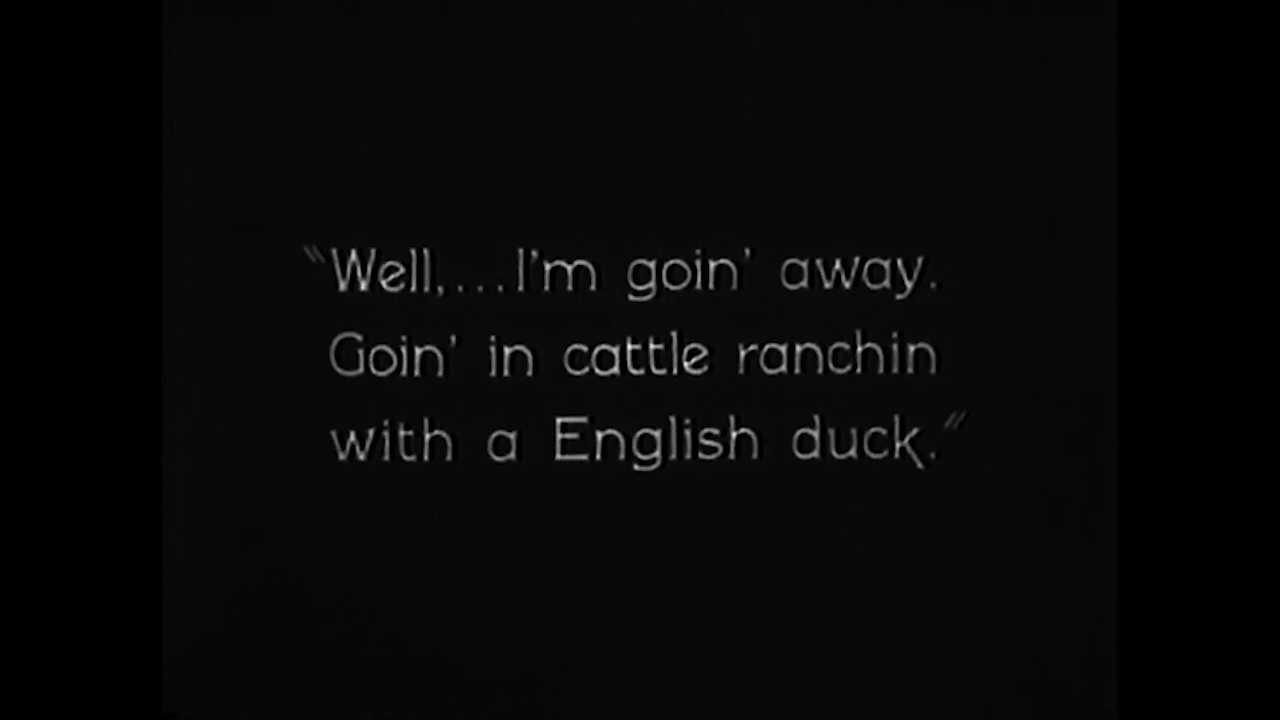 "Well,....I'm goin' away.
Goin' in cattle ranchin
with a English duck."